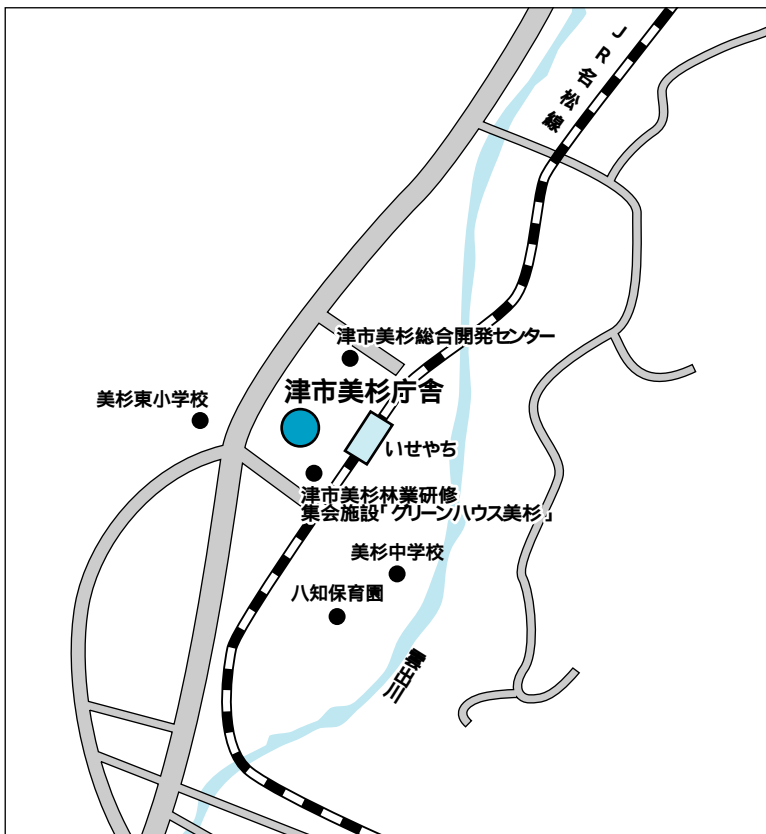 JR名松線
津市美杉総合開発センター
津市美杉庁舎
美杉東小学校
いせやち
津市美杉林業研修
集会施設「グリーンハウス美杉」
美杉中学校
八知保育園
雲出川